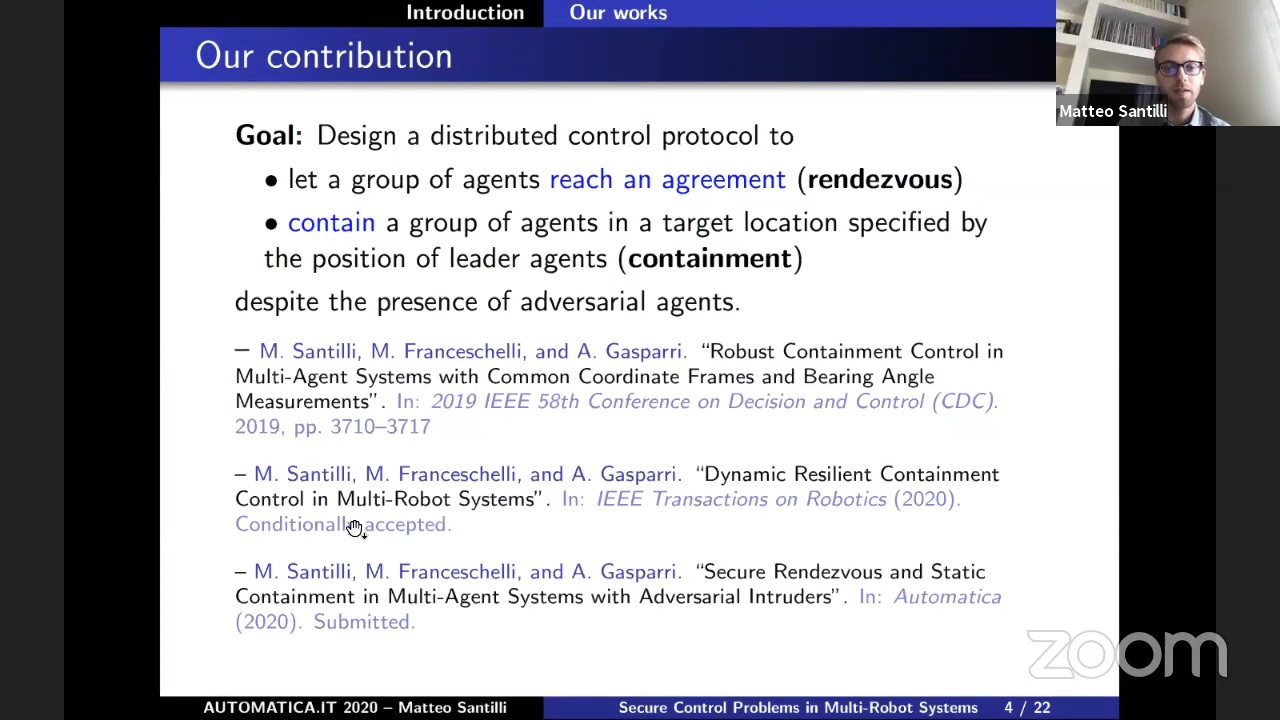 Introduction Our works
Our contribution
Matteo Santilli
Goal: Design a distributed control protocol to
• let a group of agents reach an agreement (rendezvous)
• contain a group of agents in a target location specified by
the position of leader agents (containment)
despite the presence of adversarial agents.
– M. Santilli, M. Franceschelli, and A. Gasparri. “Robust Containment Control in
Multi-Agent Systems with Common Coordinate Frames and Bearing Angle
Measurements”. In: 2019 IEEE 58th Conference on Decision and Control (CDC).
2019, pp. 3710–3717
– M. Santilli, M. Franceschelli, and A. Gasparri. “Dynamic Resilient Containment
Control in Multi-Robot Systems”. In: IEEE Transactions on Robotics (2020).
Conditionally accepted.
– M. Santilli, M. Franceschelli, and A. Gasparri. “Secure Rendezvous and Static
Containment in Multi-Agent Systems with Adversarial Intruders”. In: Automatica
(2020). Submitted.
zoom
AUTOMATICA.IT 2020 – Matteo Santilli Secure Control Problems in Multi-Robot Systems 4 / 22